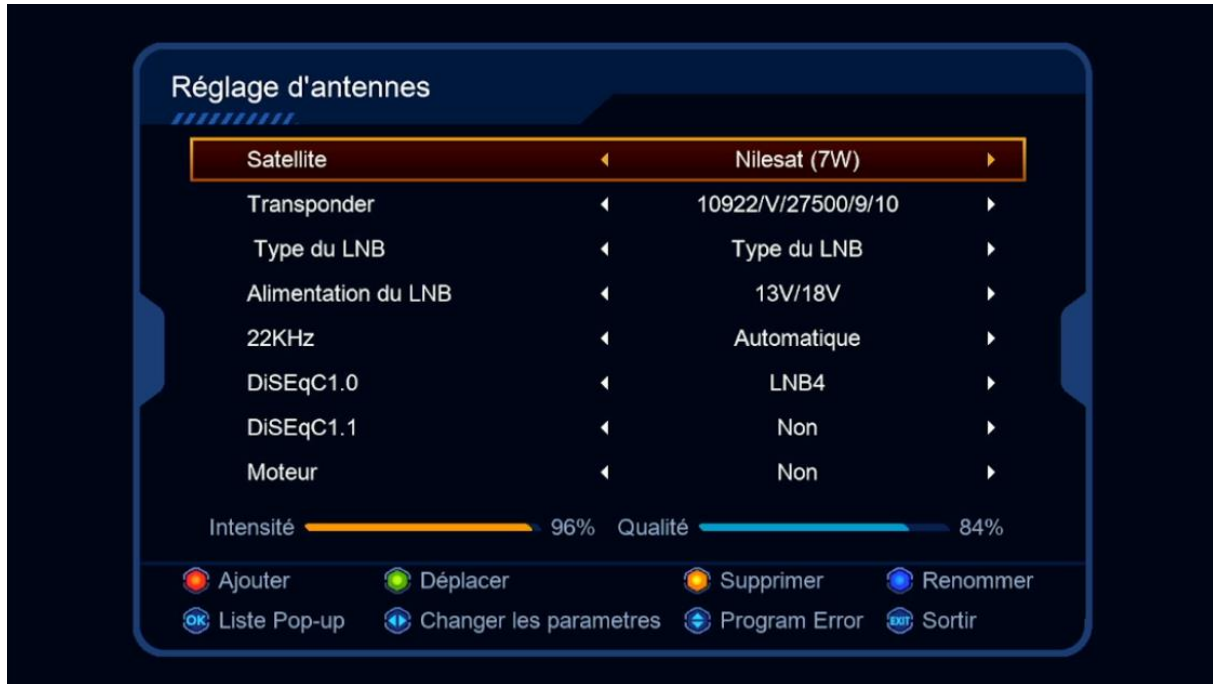 Réglage d'antennes
Satellite Nilesat (7W)
Transponder 10922/V/27500/9/10
Type du LNB Type du LNB
Alimentation du LNB 13V/18V
22KHz Automatique
DiSEqC1.0 LNB4
DiSEqC1.1 Non
Moteur Non
Intensité 96% Qualité 84%
Ajouter Déplacer Supprimer Renommer
OK Liste Pop-up Changer les parametres Program Error EXIT Sortir